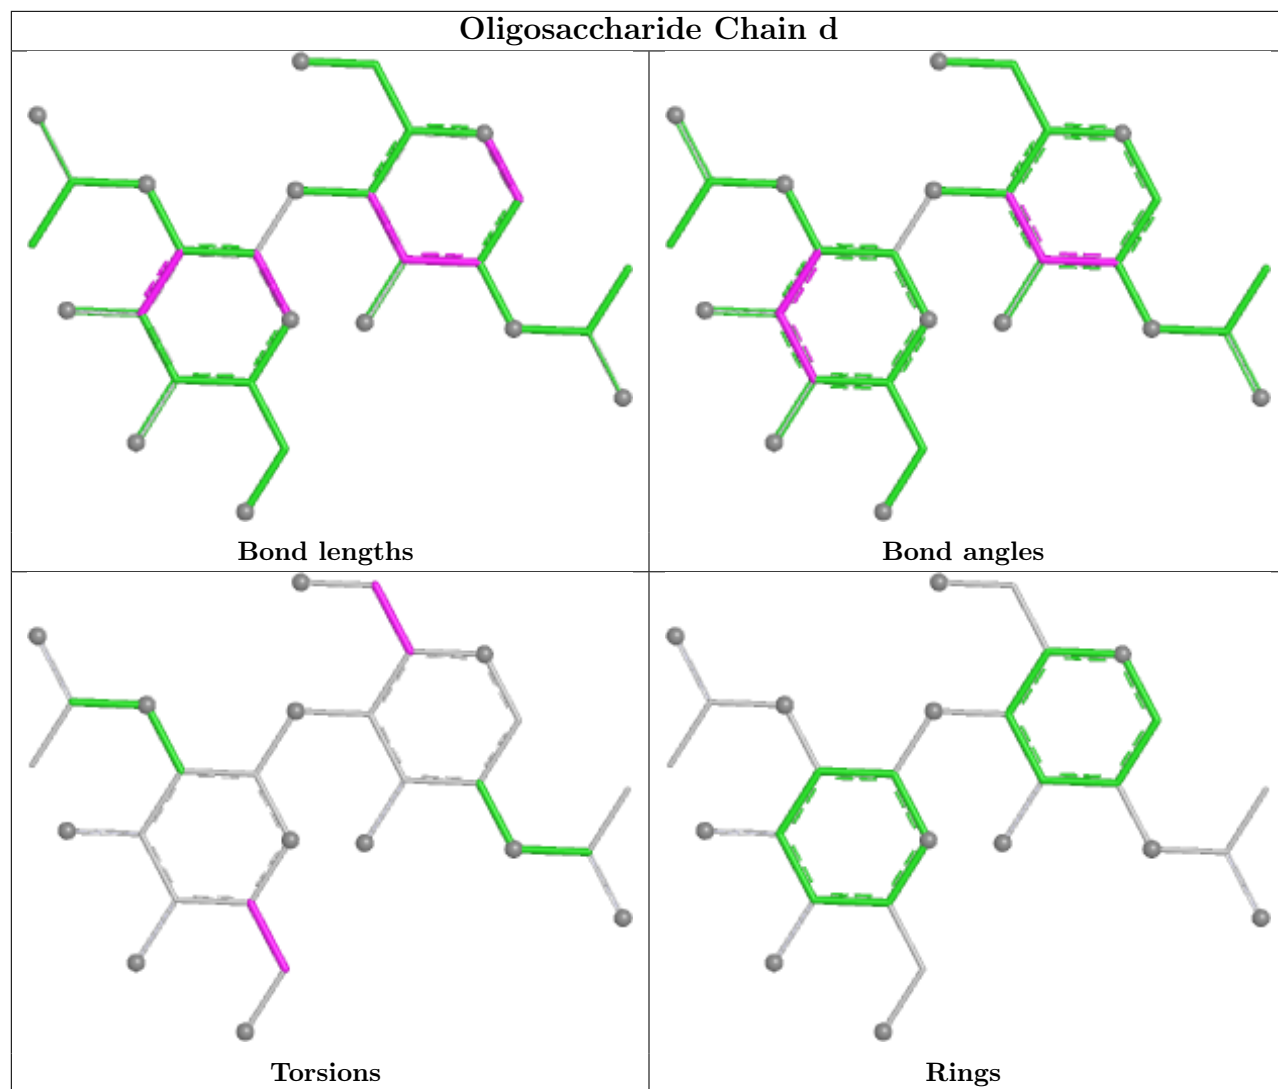 Oligosaccharide Chain d
Bond lengths
Bond angles
Torsions
Rings